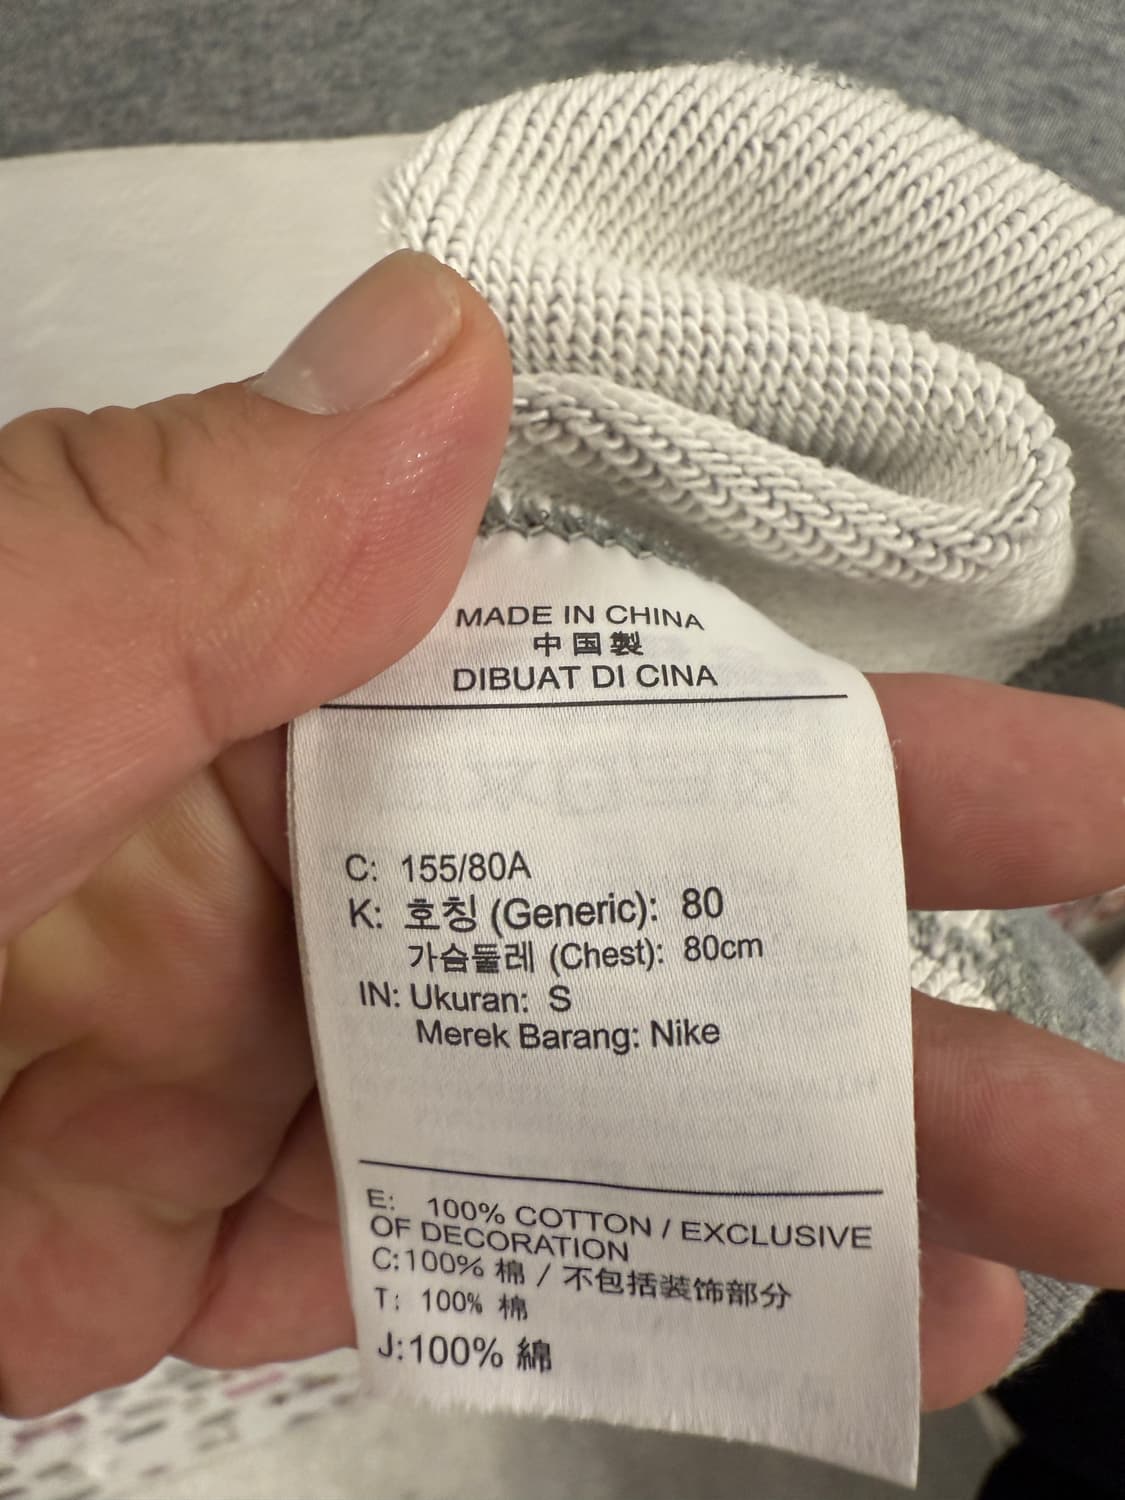 MADE IN CHINA
中国製
DIBUAT DI CINA
C: 155/80A
K: 호칭 (Generic): 80
가슴둘레 (Chest): 80cm
IN: Ukuran: S
Merek Barang: Nike
E: 100% COTTON / EXCLUSIVE
OF DECORATION
C:100% 棉 / 不包括装饰部分
T: 100% 棉
J:100% 綿